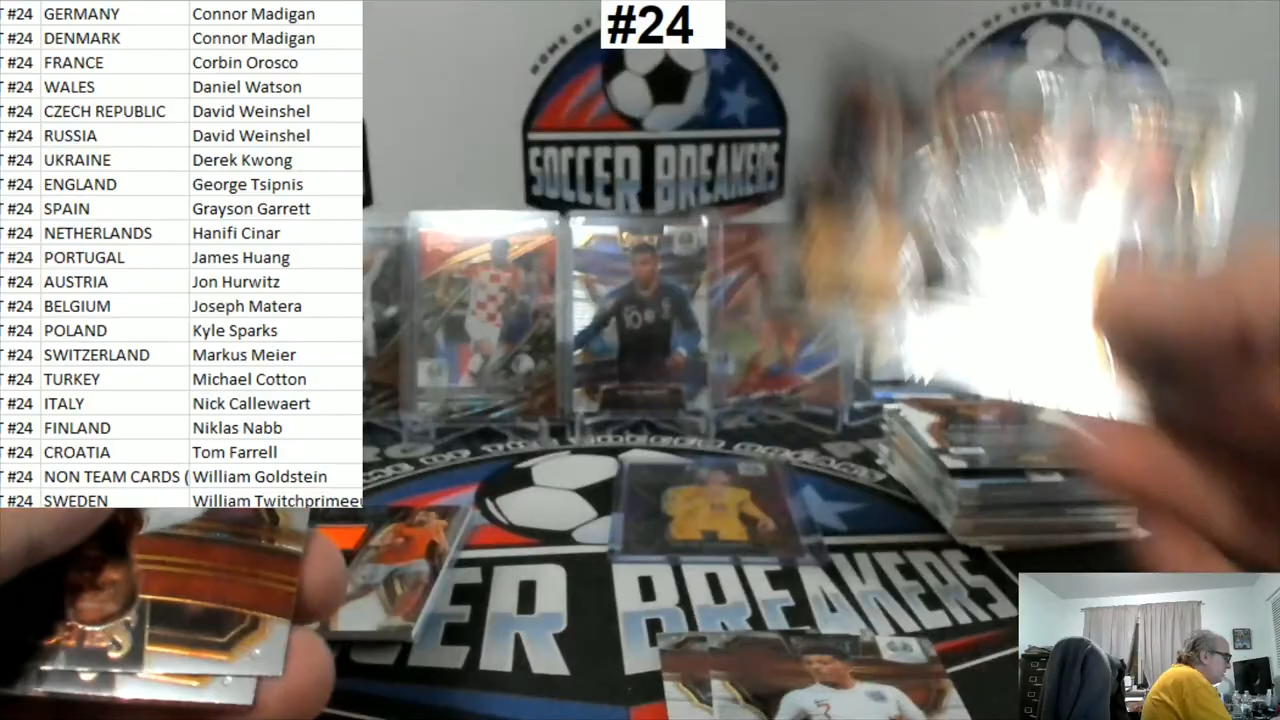 #24
T #24 GERMANY Connor Madigan
T #24 DENMARK Connor Madigan
T #24 FRANCE Corbin Orosco
T #24 WALES Daniel Watson
T #24 CZECH REPUBLIC David Weinshel
T #24 RUSSIA David Weinshel
T #24 UKRAINE Derek Kwong
T #24 ENGLAND George Tsipnis
T #24 SPAIN Grayson Garrett
T #24 NETHERLANDS Hanifi Cinar
T #24 PORTUGAL James Huang
T #24 AUSTRIA Jon Hurwitz
T #24 BELGIUM Joseph Matera
T #24 POLAND Kyle Sparks
T #24 SWITZERLAND Markus Meier
T #24 TURKEY Michael Cotton
T #24 ITALY Nick Callewaert
T #24 FINLAND Niklas Nabb
T #24 CROATIA Tom Farrell
T #24 NON TEAM CARDS ( William Goldstein
T #24 SWEDEN William Twitchprimee
SOCCER BREAKERS
10
ER BREAKERS
7